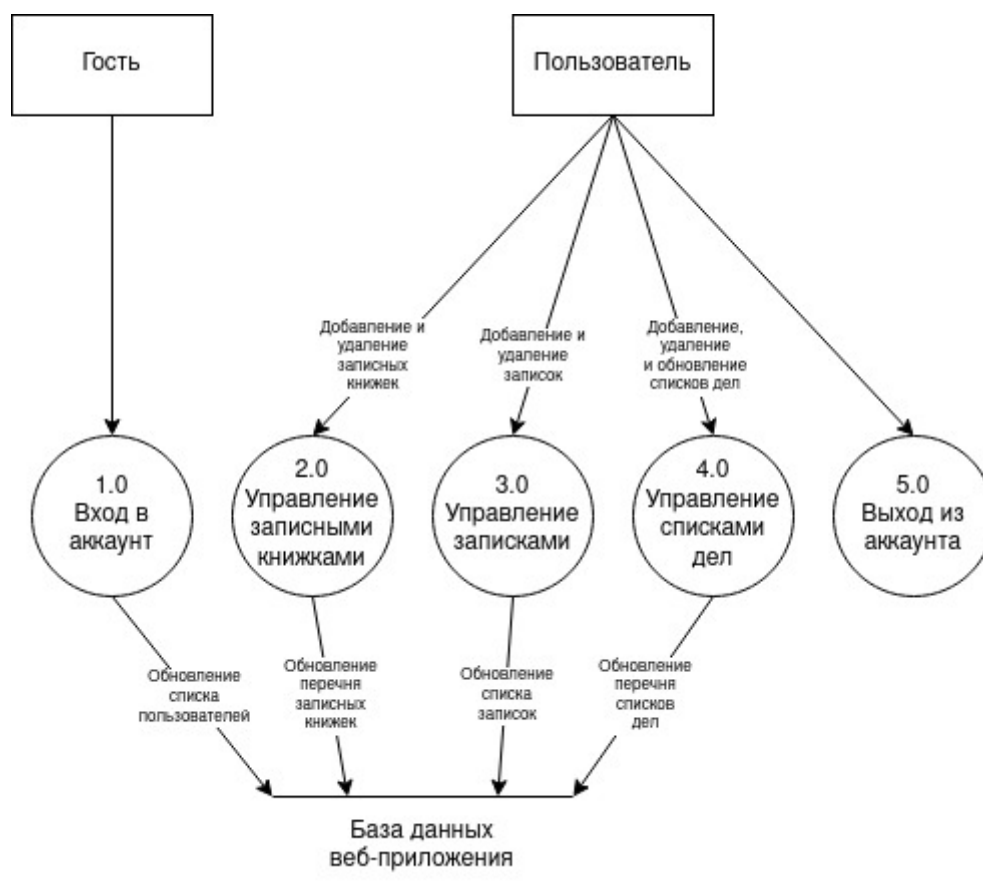 Гость
Пользователь
Добавление и
удаление
записных
книжек
Добавление и
удаление
записок
Добавление,
удаление
и обновление
списков дел
1.0
Вход в
аккаунт
2.0
Управление
записными
книжками
3.0
Управление
записками
4.0
Управление
списками
дел
5.0
Выход из
аккаунта
Обновление
списка
пользователей
Обновление
перечня
записных
книжек
Обновление
списка
записок
Обновление
перечня
списков
дел
База данных
веб-приложения